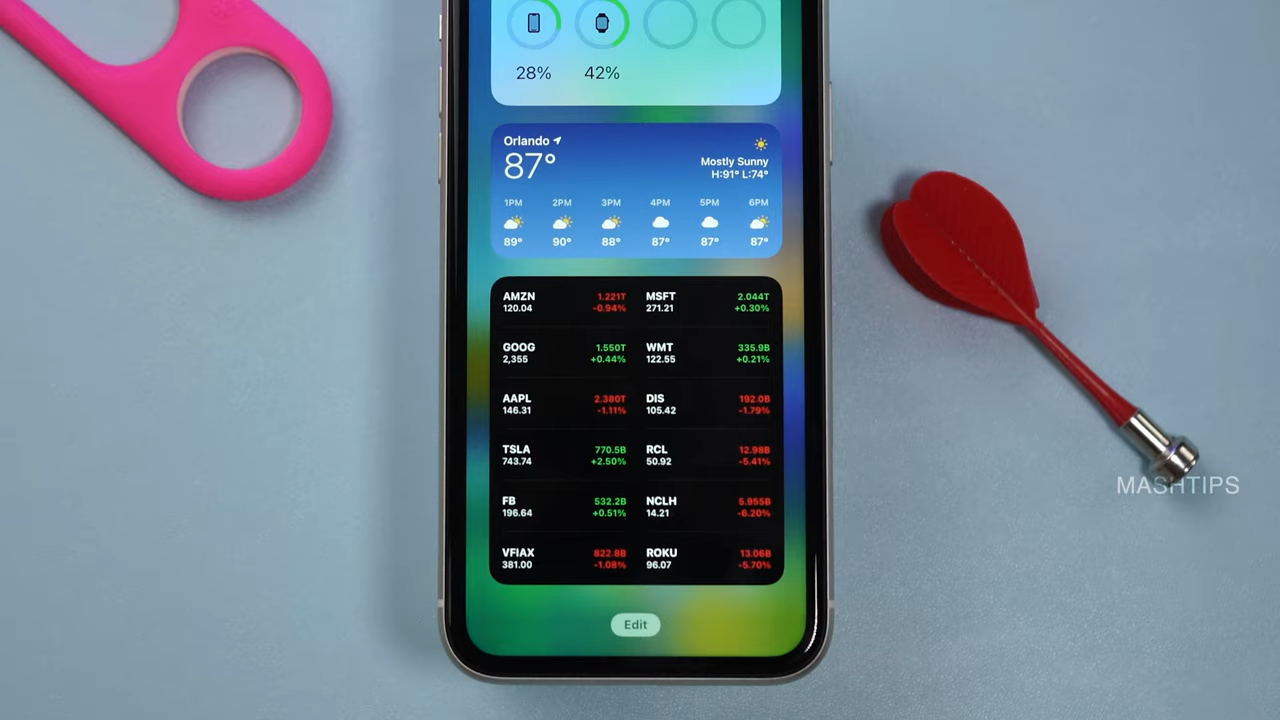 28% 42%
Orlando
87°
Mostly Sunny
H:91° L:74°
1PM 2PM 3PM 4PM 5PM 6PM
89° 90° 88° 87° 87° 87°
AMZN 1.221T MSFT 2.044T
120.04 -0.94% 271.21 +0.30%
GOOG 1.550T WMT 335.9B
2,355 +0.44% 122.55 +0.21%
AAPL 2.380T DIS 192.0B
146.31 -1.11% 105.42 -1.79%
TSLA 770.5B RCL 12.98B
743.74 +2.50% 50.92 -5.41%
FB 532.2B NCLH 5.955B
196.64 +0.51% 14.21 -6.20%
VFIAX 822.8B ROKU 13.06B
381.00 -1.08% 96.07 -5.70%
Edit
MASHTIPS